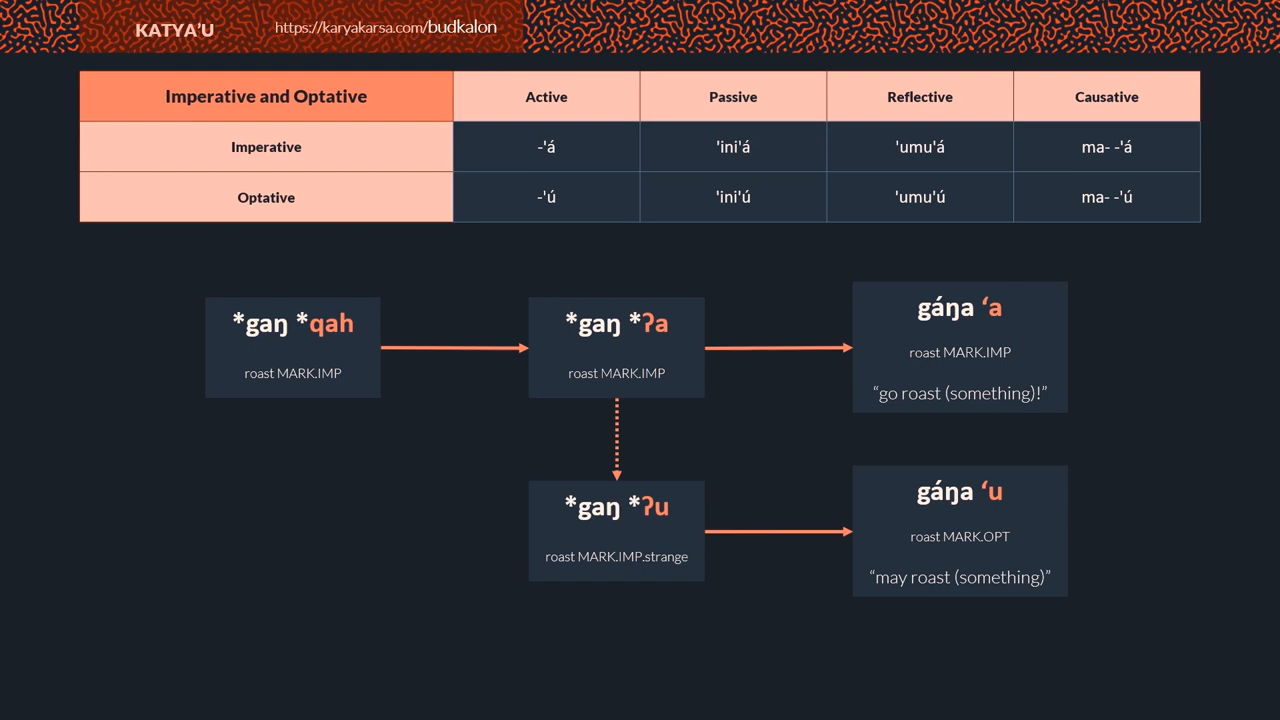 KATYA'U
https://karyakarsa.com/budkalon
Imperative and Optative Active Passive Reflective Causative
Imperative -'á 'ini'á 'umu'á ma- -'á
Optative -'ú 'ini'ú 'umu'ú ma- -'ú
*gaŋ *qah
roast MARK.IMP
*gaŋ *ʔa
roast MARK.IMP
gáŋa ‘a
roast MARK.IMP
“go roast (something)!”
*gaŋ *ʔu
roast MARK.IMP.strange
gáŋa ‘u
roast MARK.OPT
“may roast (something)”